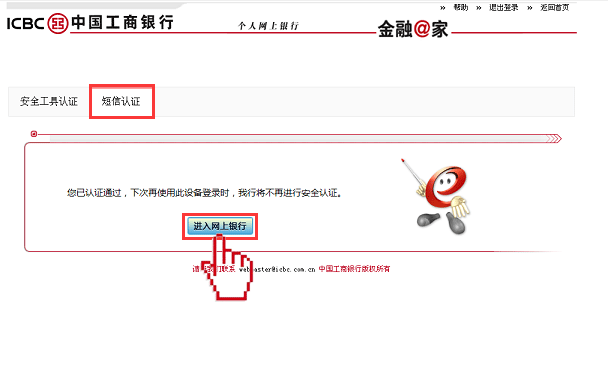 » 帮助 » 退出登录 » 返回首页
ICBC 中国工商银行 个人网上银行 金融@家
安全工具认证 短信认证
您已认证通过，下次再使用此设备登录时，我行将不再进行安全认证。
进入网上银行
联系 webmaster@icbc.com.cn 中国工商银行版权所有